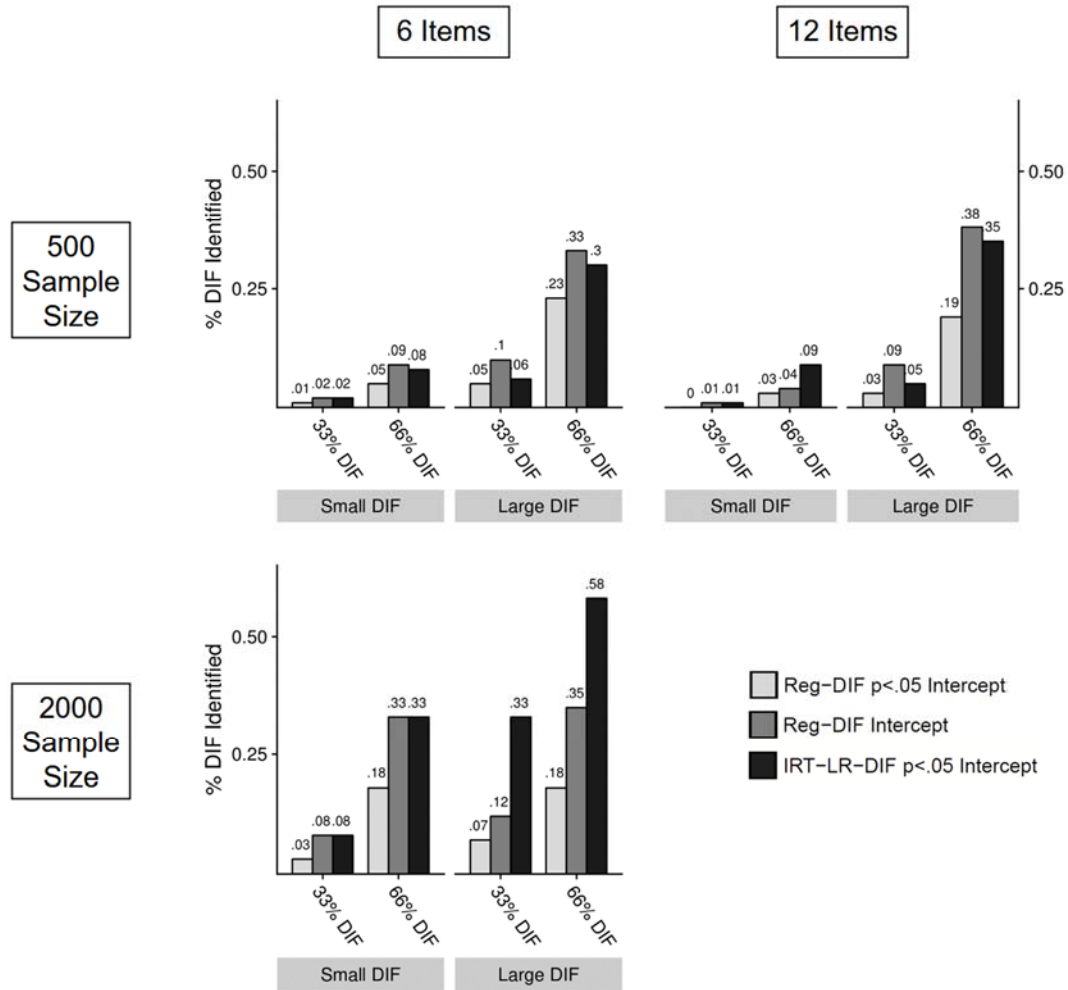 6 Items
12 Items
500
Sample
Size
% DIF Identified
0.50
0.25
.01
.02
.02
.05
.09
.08
.05
.1
.06
.23
.33
.3
33% DIF
66% DIF
33% DIF
66% DIF
Small DIF
Large DIF
0.50
0.25
0
.01
.01
.03
.04
.09
.03
.09
.05
.19
.38
.35
33% DIF
66% DIF
33% DIF
66% DIF
Small DIF
Large DIF
2000
Sample
Size
% DIF Identified
0.50
0.25
.03
.08
.08
.18
.33
.33
.07
.12
.33
.18
.35
.58
33% DIF
66% DIF
33% DIF
66% DIF
Small DIF
Large DIF
Reg−DIF p<.05 Intercept
Reg−DIF Intercept
IRT−LR−DIF p<.05 Intercept